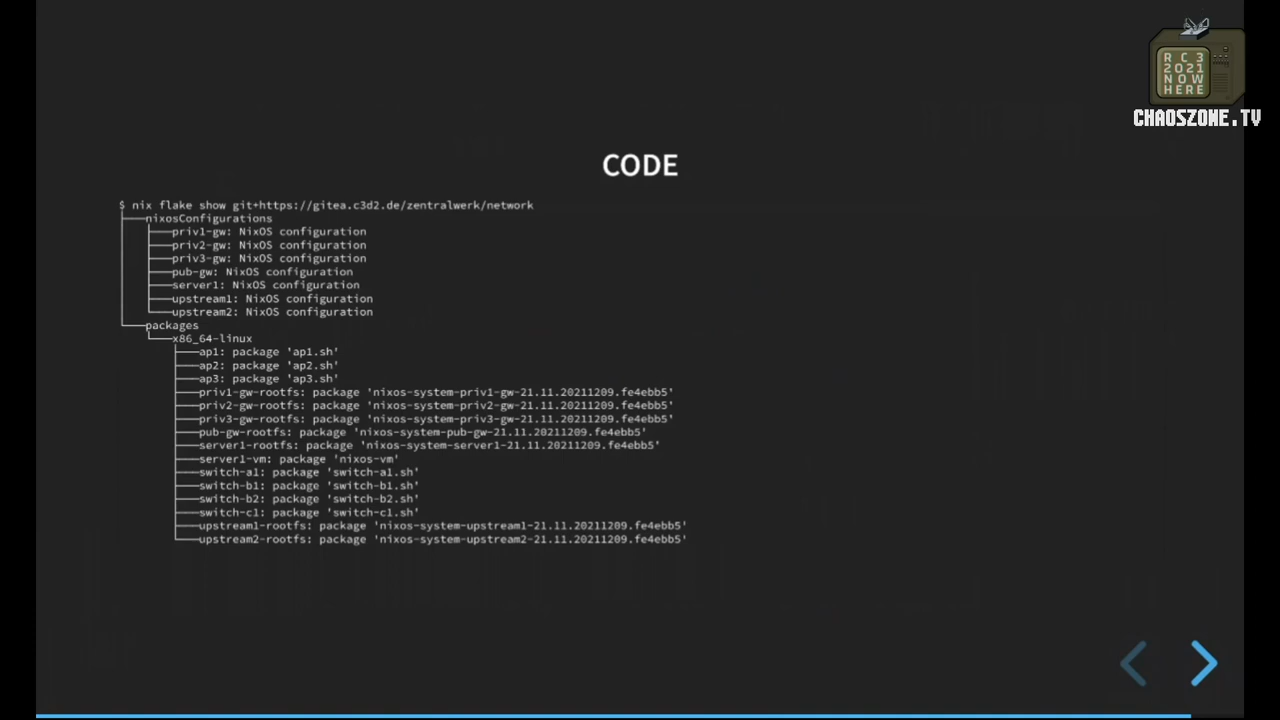 RC3
2021
NOW
HERE
CHAOSZONE.TV
CODE
$ nix flake show git+https://gitea.c3d2.de/zentralwerk/network
├───nixosConfigurations
│   ├───priv1-gw: NixOS configuration
│   ├───priv2-gw: NixOS configuration
│   ├───priv3-gw: NixOS configuration
│   ├───pub-gw: NixOS configuration
│   ├───server1: NixOS configuration
│   ├───upstream1: NixOS configuration
│   └───upstream2: NixOS configuration
└───packages
    └───x86_64-linux
        ├───ap1: package 'ap1.sh'
        ├───ap2: package 'ap2.sh'
        ├───ap3: package 'ap3.sh'
        ├───priv1-gw-rootfs: package 'nixos-system-priv1-gw-21.11.20211209.fe4ebb5'
        ├───priv2-gw-rootfs: package 'nixos-system-priv2-gw-21.11.20211209.fe4ebb5'
        ├───priv3-gw-rootfs: package 'nixos-system-priv3-gw-21.11.20211209.fe4ebb5'
        ├───pub-gw-rootfs: package 'nixos-system-pub-gw-21.11.20211209.fe4ebb5'
        ├───server1-rootfs: package 'nixos-system-server1-21.11.20211209.fe4ebb5'
        ├───server1-vm: package 'nixos-vm'
        ├───switch-a1: package 'switch-a1.sh'
        ├───switch-b1: package 'switch-b1.sh'
        ├───switch-b2: package 'switch-b2.sh'
        ├───switch-c1: package 'switch-c1.sh'
        ├───upstream1-rootfs: package 'nixos-system-upstream1-21.11.20211209.fe4ebb5'
        └───upstream2-rootfs: package 'nixos-system-upstream2-21.11.20211209.fe4ebb5'